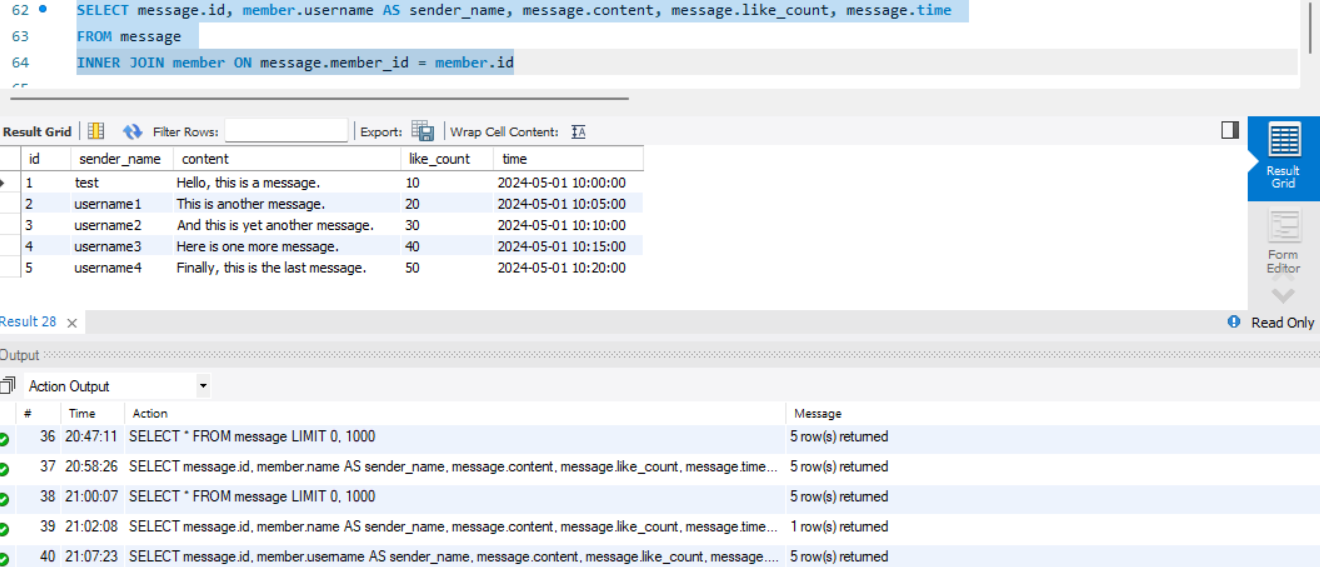 62 SELECT message.id, member.username AS sender_name, message.content, message.like_count, message.time
63 FROM message
64 INNER JOIN member ON message.member_id = member.id
Result Grid Filter Rows: Export: Wrap Cell Content:
id sender_name content like_count time
1 test Hello, this is a message. 10 2024-05-01 10:00:00
2 username1 This is another message. 20 2024-05-01 10:05:00
3 username2 And this is yet another message. 30 2024-05-01 10:10:00
4 username3 Here is one more message. 40 2024-05-01 10:15:00
5 username4 Finally, this is the last message. 50 2024-05-01 10:20:00
Result
Grid
Form
Editor
Result 28 Read Only
Output
Action Output
# Time Action Message
36 20:47:11 SELECT * FROM message LIMIT 0, 1000 5 row(s) returned
37 20:58:26 SELECT message.id, member.name AS sender_name, message.content, message.like_count, message.time... 5 row(s) returned
38 21:00:07 SELECT * FROM message LIMIT 0, 1000 5 row(s) returned
39 21:02:08 SELECT message.id, member.name AS sender_name, message.content, message.like_count, message.time... 1 row(s) returned
40 21:07:23 SELECT message.id, member.username AS sender_name, message.content, message.like_count, message.... 5 row(s) returned